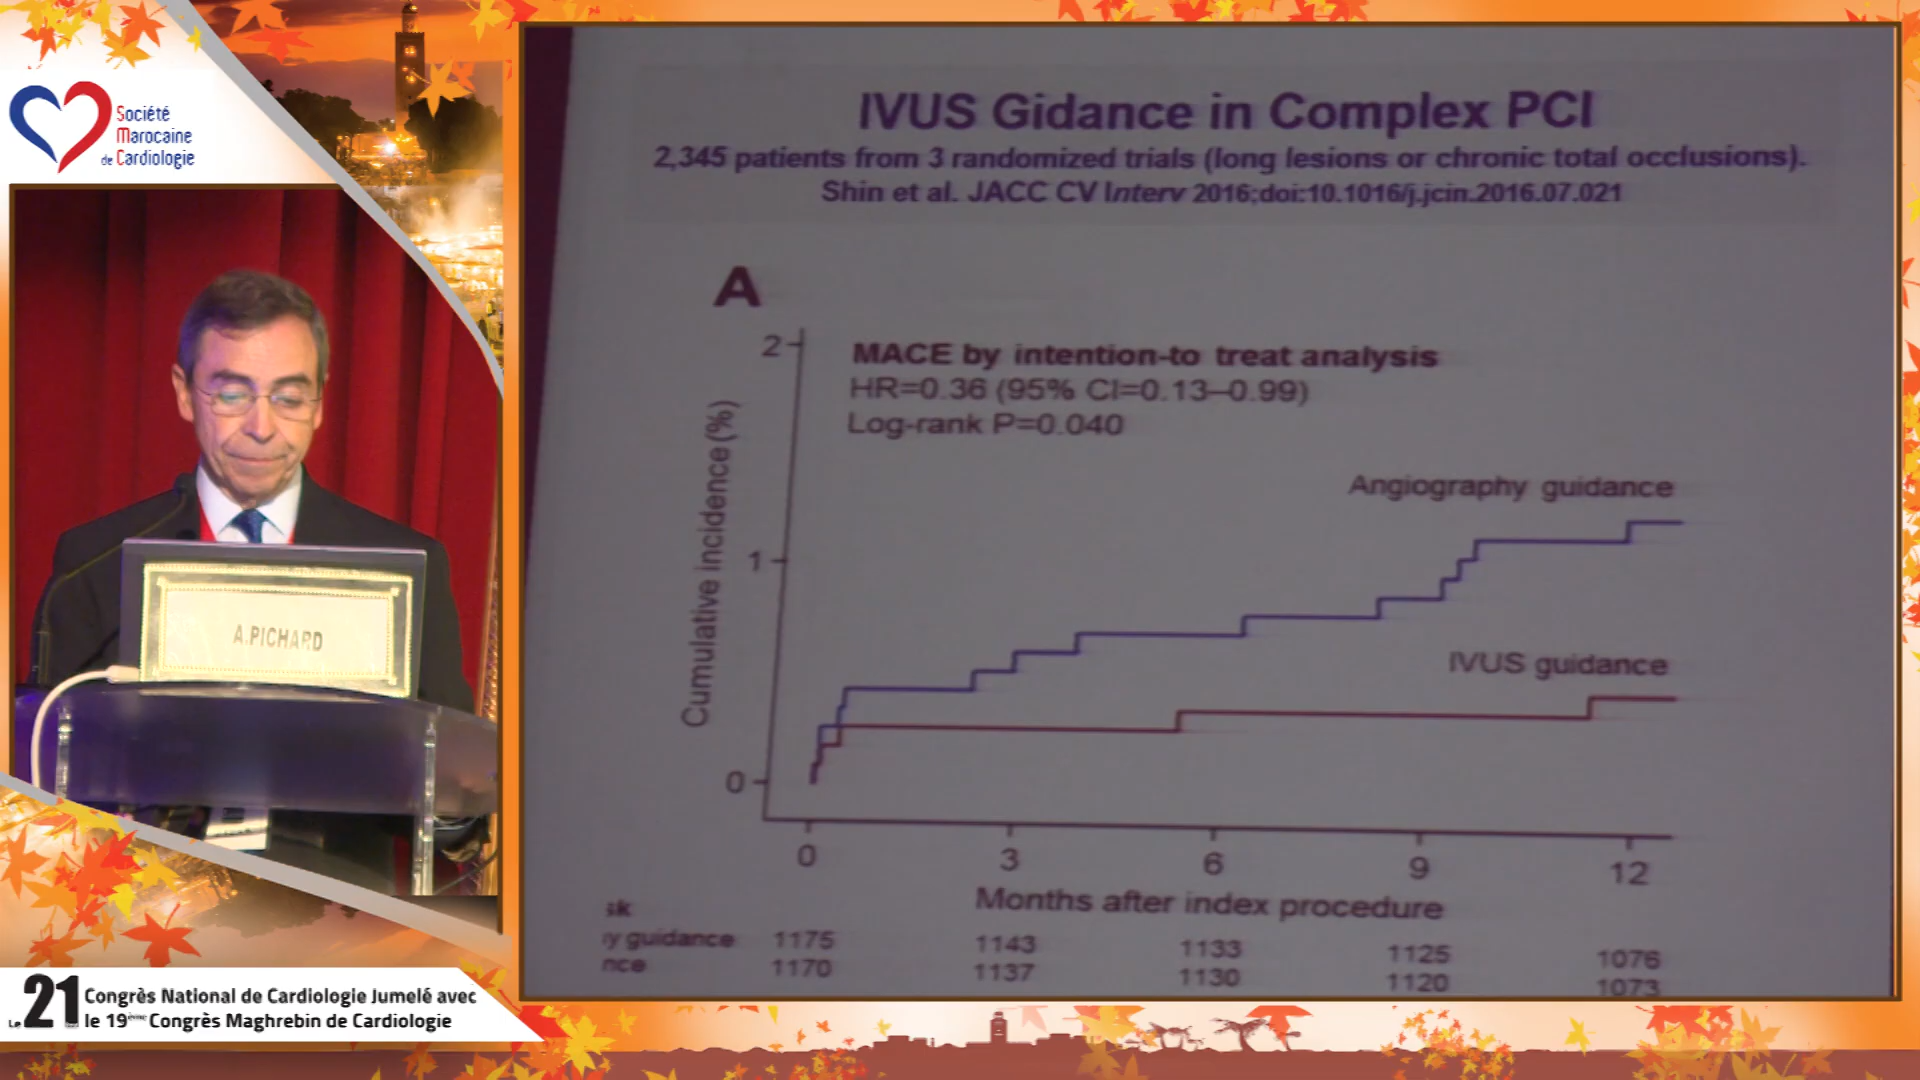 Société
Marocaine
de Cardiologie
A.PICHARD
Le 21
Congrès National de Cardiologie Jumelé avec
le 19ème Congrès Maghrebin de Cardiologie
IVUS Gidance in Complex PCI
2,345 patients from 3 randomized trials (long lesions or chronic total occlusions).
Shin et al. JACC CV Interv 2016;doi:10.1016/j.jcin.2016.07.021
A
MACE by intention-to treat analysis
HR=0.36 (95% CI=0.13–0.99)
Log-rank P=0.040
Cumulative incidence (%)
2
1
0
Angiography guidance
IVUS guidance
0 3 6 9 12
Months after index procedure
sk
y guidance 1175 1143 1133 1125 1076
nce 1170 1137 1130 1120 1073